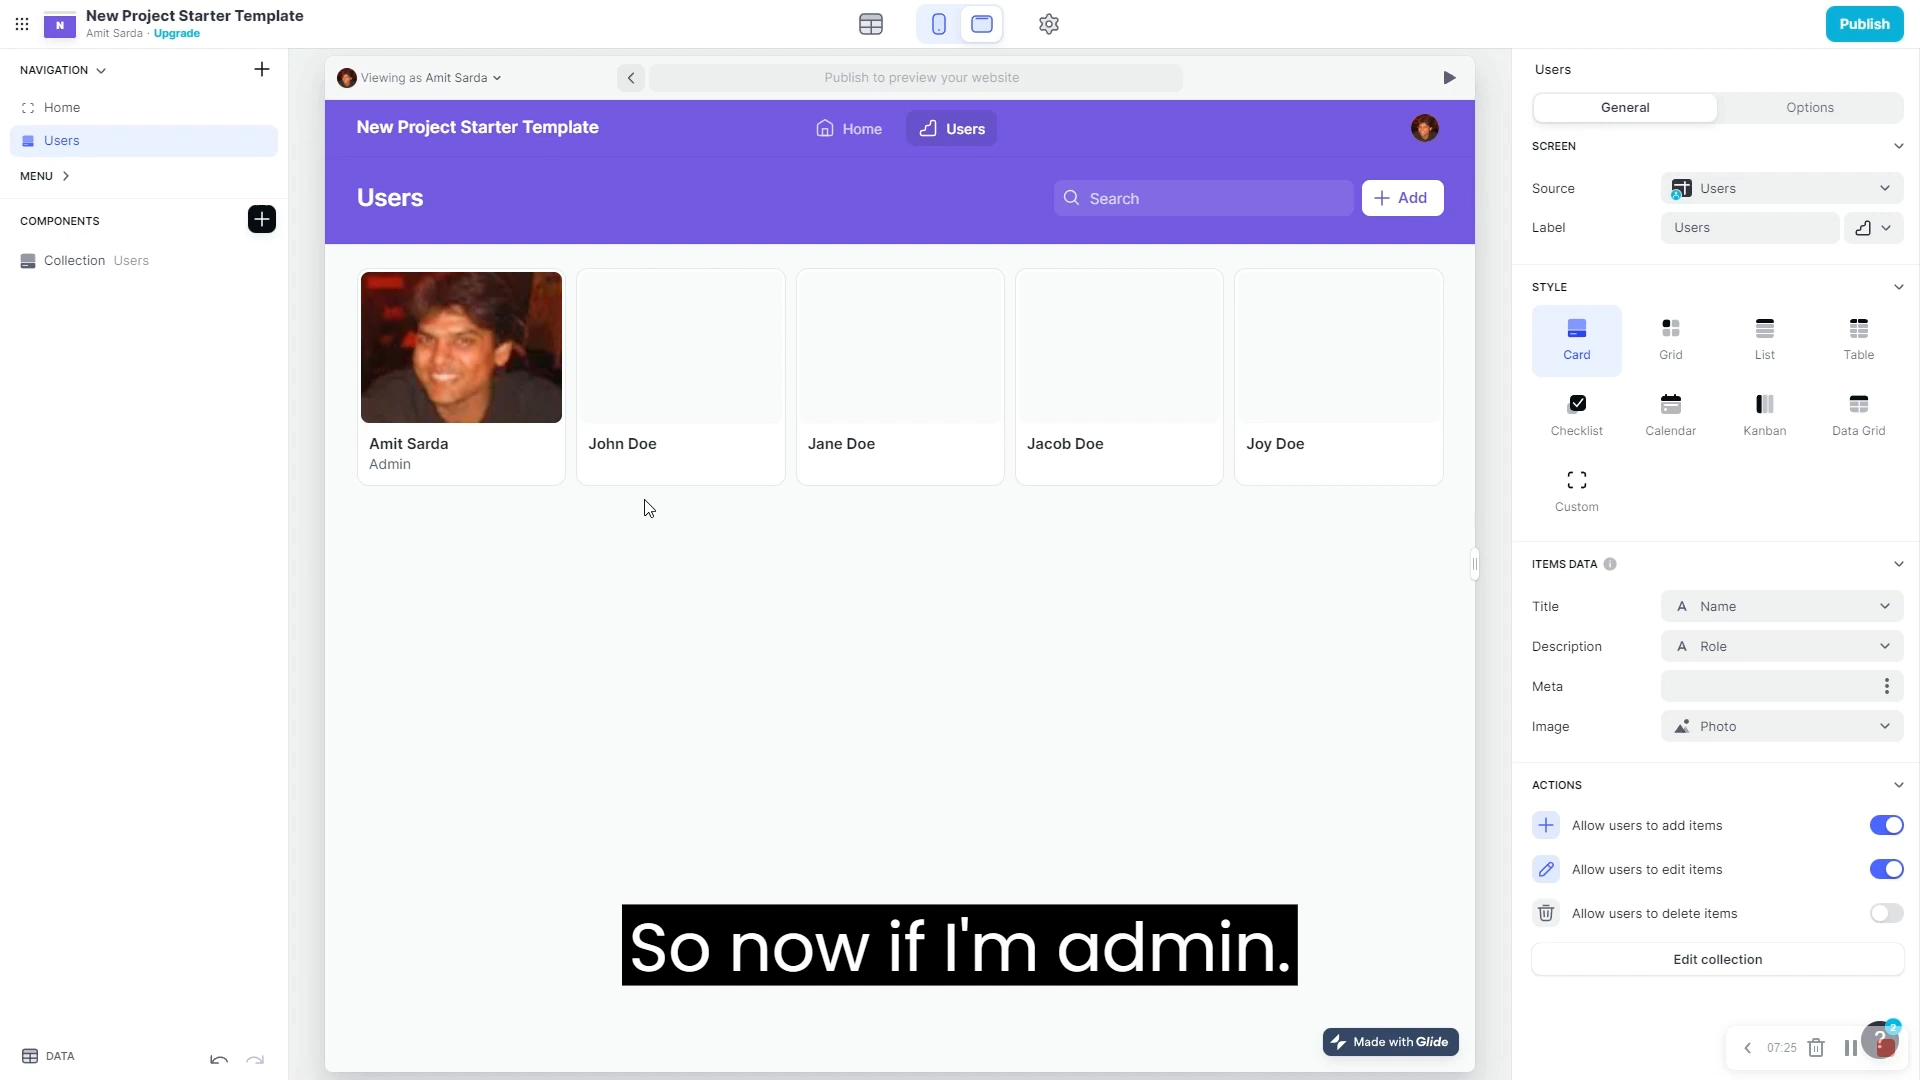 N
New Project Starter Template
Amit Sarda · Upgrade
Publish
NAVIGATION
Home
Users
MENU
COMPONENTS
Collection Users
DATA
Viewing as Amit Sarda
Publish to preview your website
New Project Starter Template
Home
Users
Users
Search
Add
Amit Sarda
Admin
John Doe
Jane Doe
Jacob Doe
Joy Doe
So now if I'm admin.
Made with Glide
Users
General
Options
SCREEN
Source
Users
Label
Users
STYLE
Card
Grid
List
Table
Checklist
Calendar
Kanban
Data Grid
Custom
ITEMS DATA
Title
A Name
Description
A Role
Meta
Image
Photo
ACTIONS
Allow users to add items
Allow users to edit items
Allow users to delete items
Edit collection
07:25
?
2